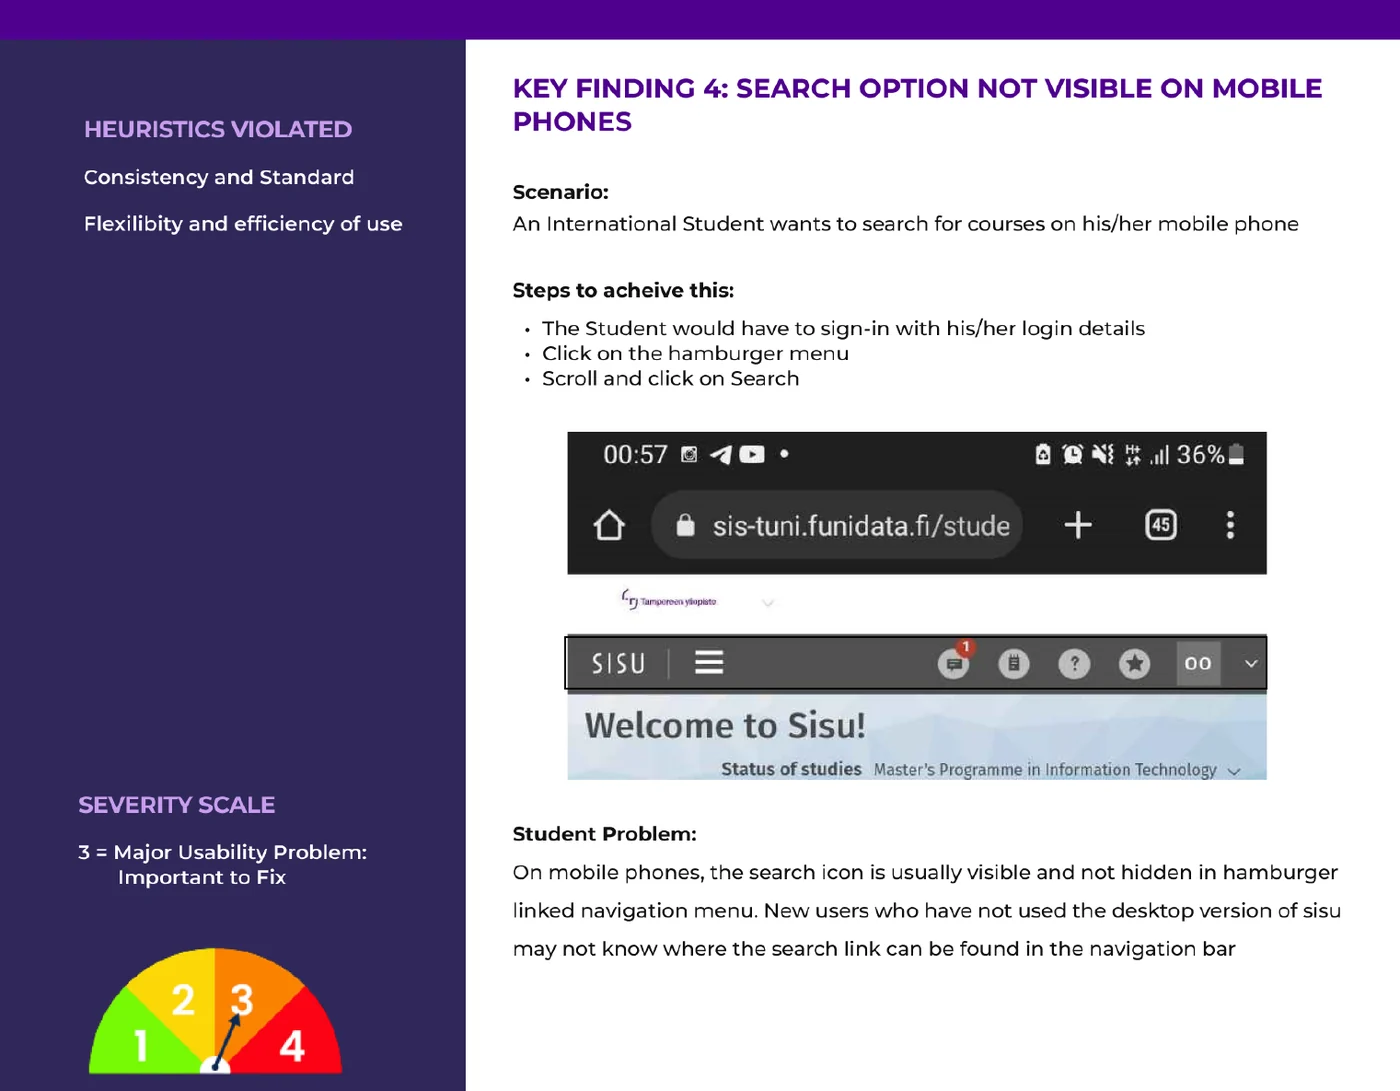 HEURISTICS VIOLATED
Consistency and Standard
Flexilibity and efficiency of use
SEVERITY SCALE
3 = Major Usability Problem:
Important to Fix
1
2
3
4
KEY FINDING 4: SEARCH OPTION NOT VISIBLE ON MOBILE
PHONES
Scenario:
An International Student wants to search for courses on his/her mobile phone
Steps to acheive this:
• The Student would have to sign-in with his/her login details
• Click on the hamburger menu
• Scroll and click on Search
00:57 H+ 36%
sis-tuni.funidata.fi/stude 45
Tampereen yliopisto
SISU 1 ? OO
Welcome to Sisu!
Status of studies Master's Programme in Information Technology
Student Problem:
On mobile phones, the search icon is usually visible and not hidden in hamburger
linked navigation menu. New users who have not used the desktop version of sisu
may not know where the search link can be found in the navigation bar